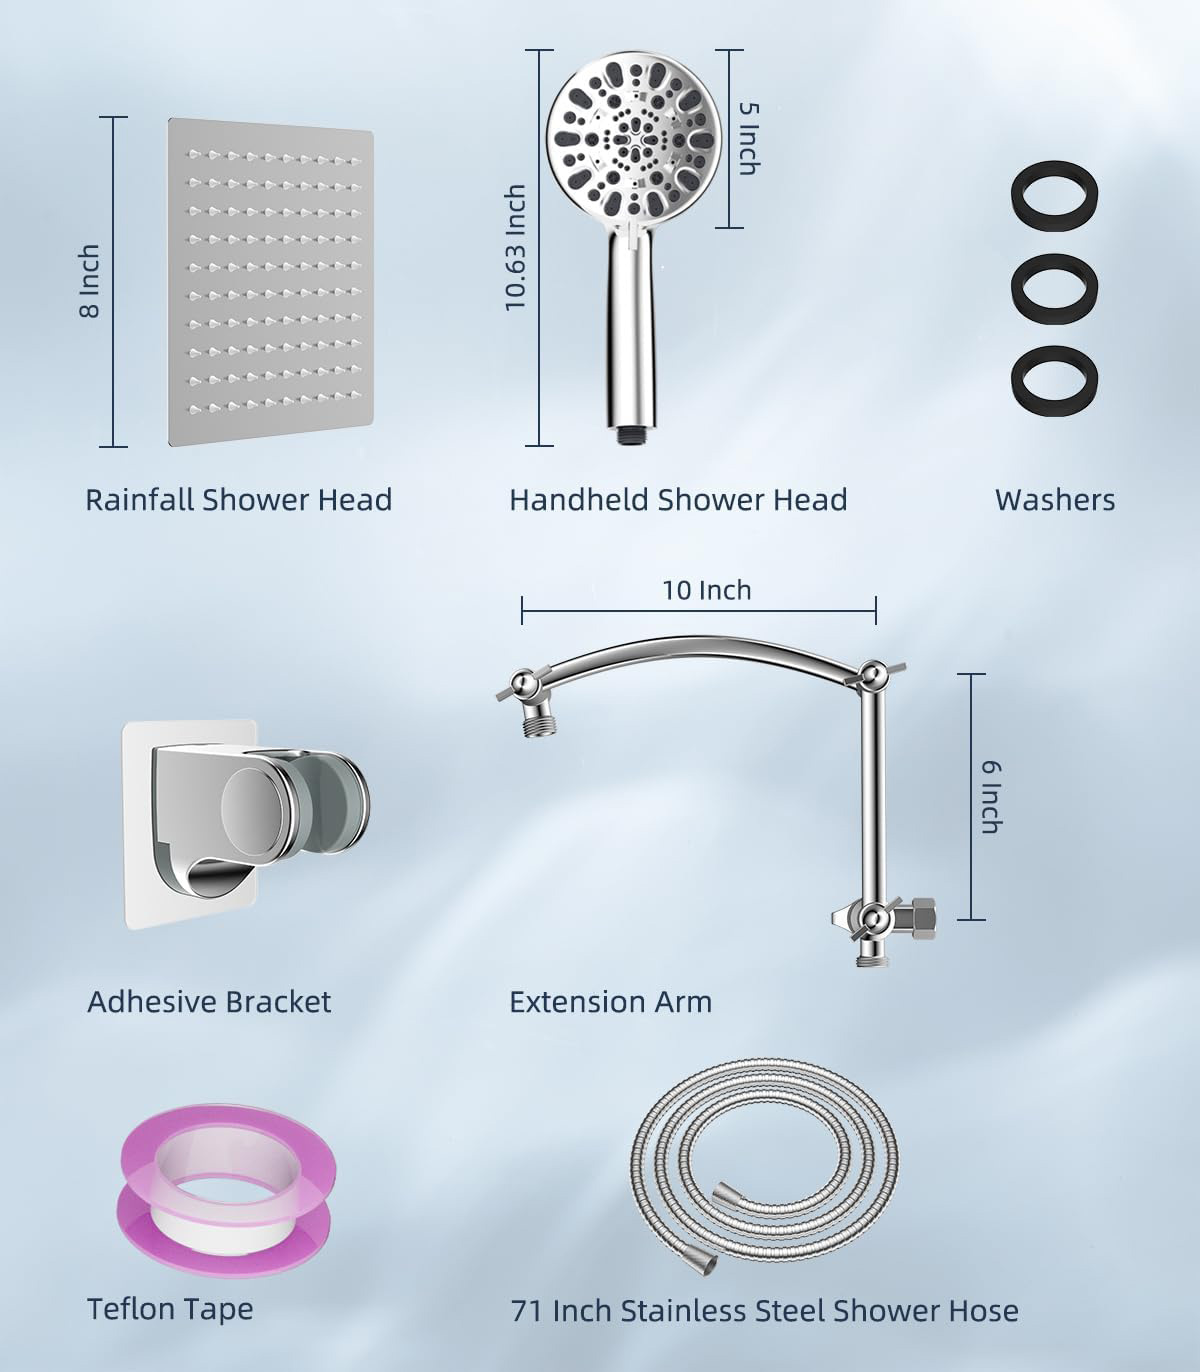 8 Inch
10.63 Inch
5 Inch
Rainfall Shower Head
Handheld Shower Head
Washers
10 Inch
6 Inch
Adhesive Bracket
Extension Arm
Teflon Tape
71 Inch Stainless Steel Shower Hose